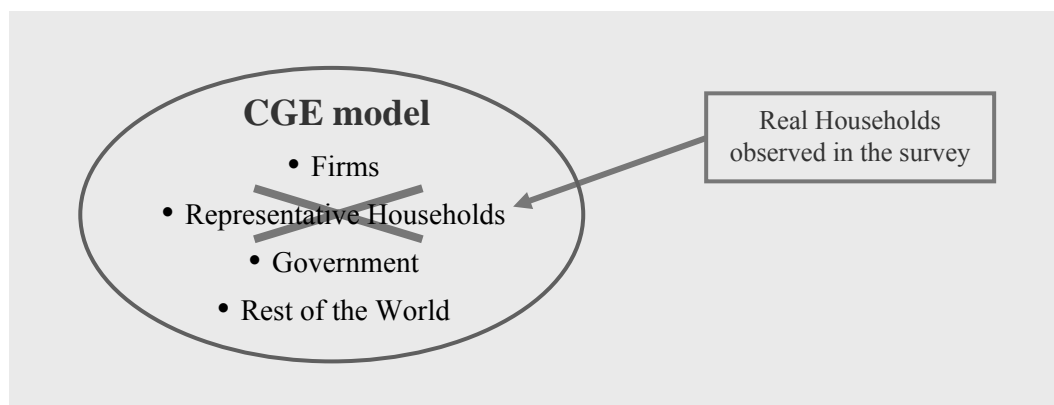 CGE model
• Firms
• Representative Households
• Government
• Rest of the World
Real Households
observed in the survey